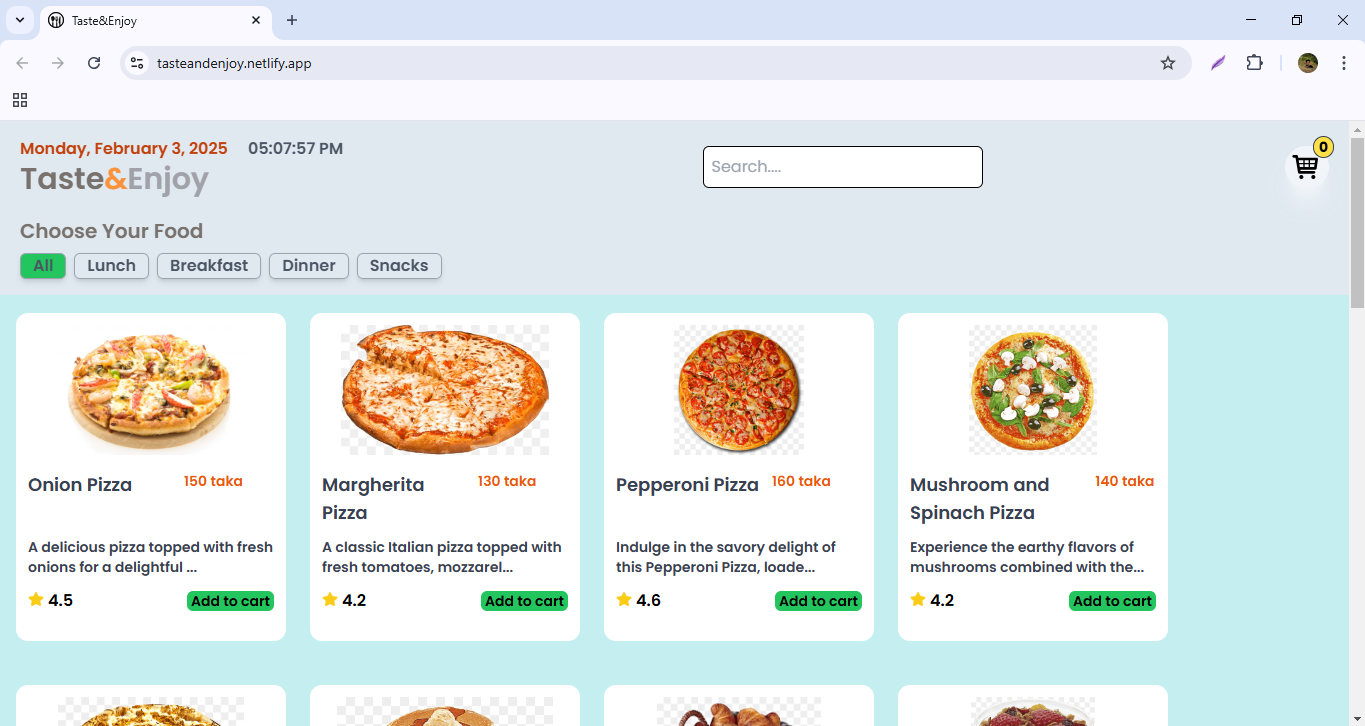 Taste&Enjoy
tasteandenjoy.netlify.app
Monday, February 3, 2025 05:07:57 PM
Taste&Enjoy
Search....
0
Choose Your Food
All Lunch Breakfast Dinner Snacks
Onion Pizza 150 taka
A delicious pizza topped with fresh
onions for a delightful ...
4.5 Add to cart
Margherita 130 taka
Pizza
A classic Italian pizza topped with
fresh tomatoes, mozzarel...
4.2 Add to cart
Pepperoni Pizza 160 taka
Indulge in the savory delight of
this Pepperoni Pizza, loade...
4.6 Add to cart
Mushroom and 140 taka
Spinach Pizza
Experience the earthy flavors of
mushrooms combined with the...
4.2 Add to cart